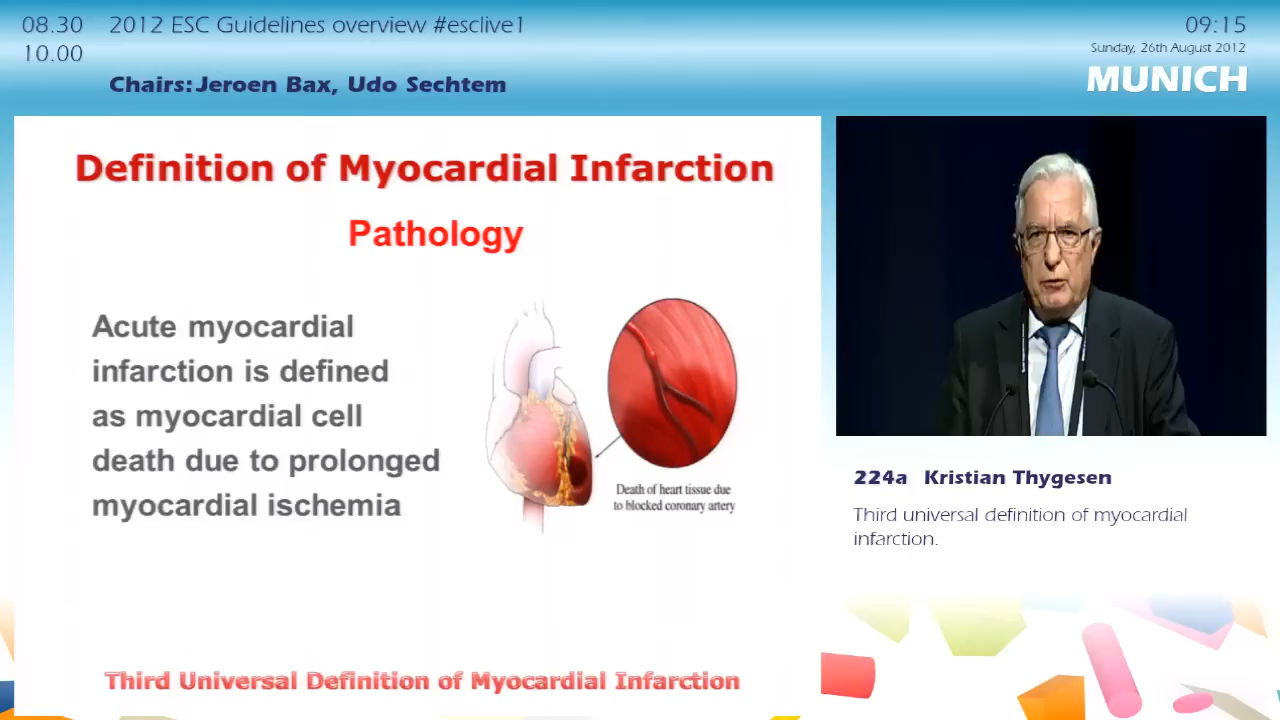 08.30 2012 ESC Guidelines overview #esclive1
10.00
Chairs: Jeroen Bax, Udo Sechtem
09:15
Sunday, 26th August 2012
MUNICH
Definition of Myocardial Infarction
Pathology
Acute myocardial
infarction is defined
as myocardial cell
death due to prolonged
myocardial ischemia
Death of heart tissue due
to blocked coronary artery
Third Universal Definition of Myocardial Infarction
224a Kristian Thygesen
Third universal definition of myocardial
infarction.